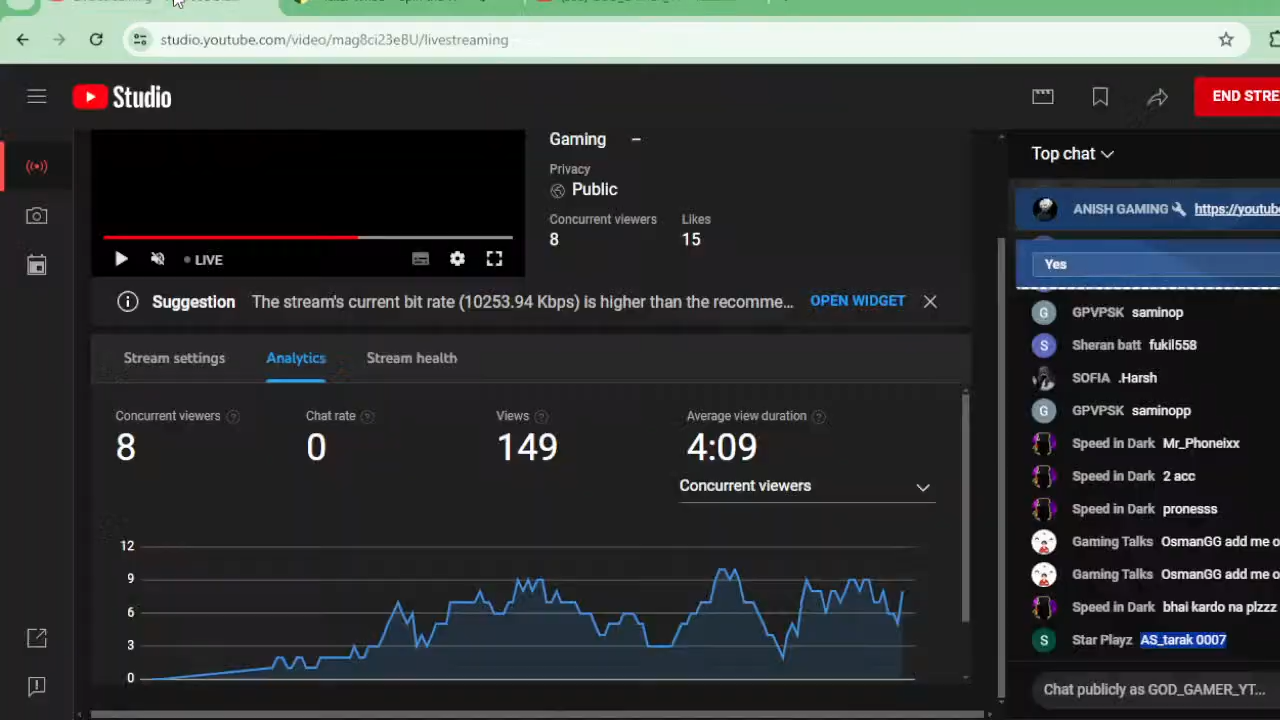 studio.youtube.com/video/mag8ci23e8U/livestreaming
Studio
END STRE
Gaming –
Privacy
Public
Concurrent viewers Likes
8 15
LIVE
Suggestion The stream's current bit rate (10253.94 Kbps) is higher than the recomme... OPEN WIDGET
Stream settings Analytics Stream health
Concurrent viewers Chat rate Views Average view duration
8 0 149 4:09
Concurrent viewers
12
9
6
3
0
Top chat
ANISH GAMING https://youtube
Yes
G GPVPSK saminop
S Sheran batt fukil558
SOFIA .Harsh
G GPVPSK saminopp
Speed in Dark Mr_Phoneixx
Speed in Dark 2 acc
Speed in Dark pronesss
Gaming Talks OsmanGG add me o
Gaming Talks OsmanGG add me o
Speed in Dark bhai kardo na plzzz
S Star Playz AS_tarak 0007
Chat publicly as GOD_GAMER_YT...